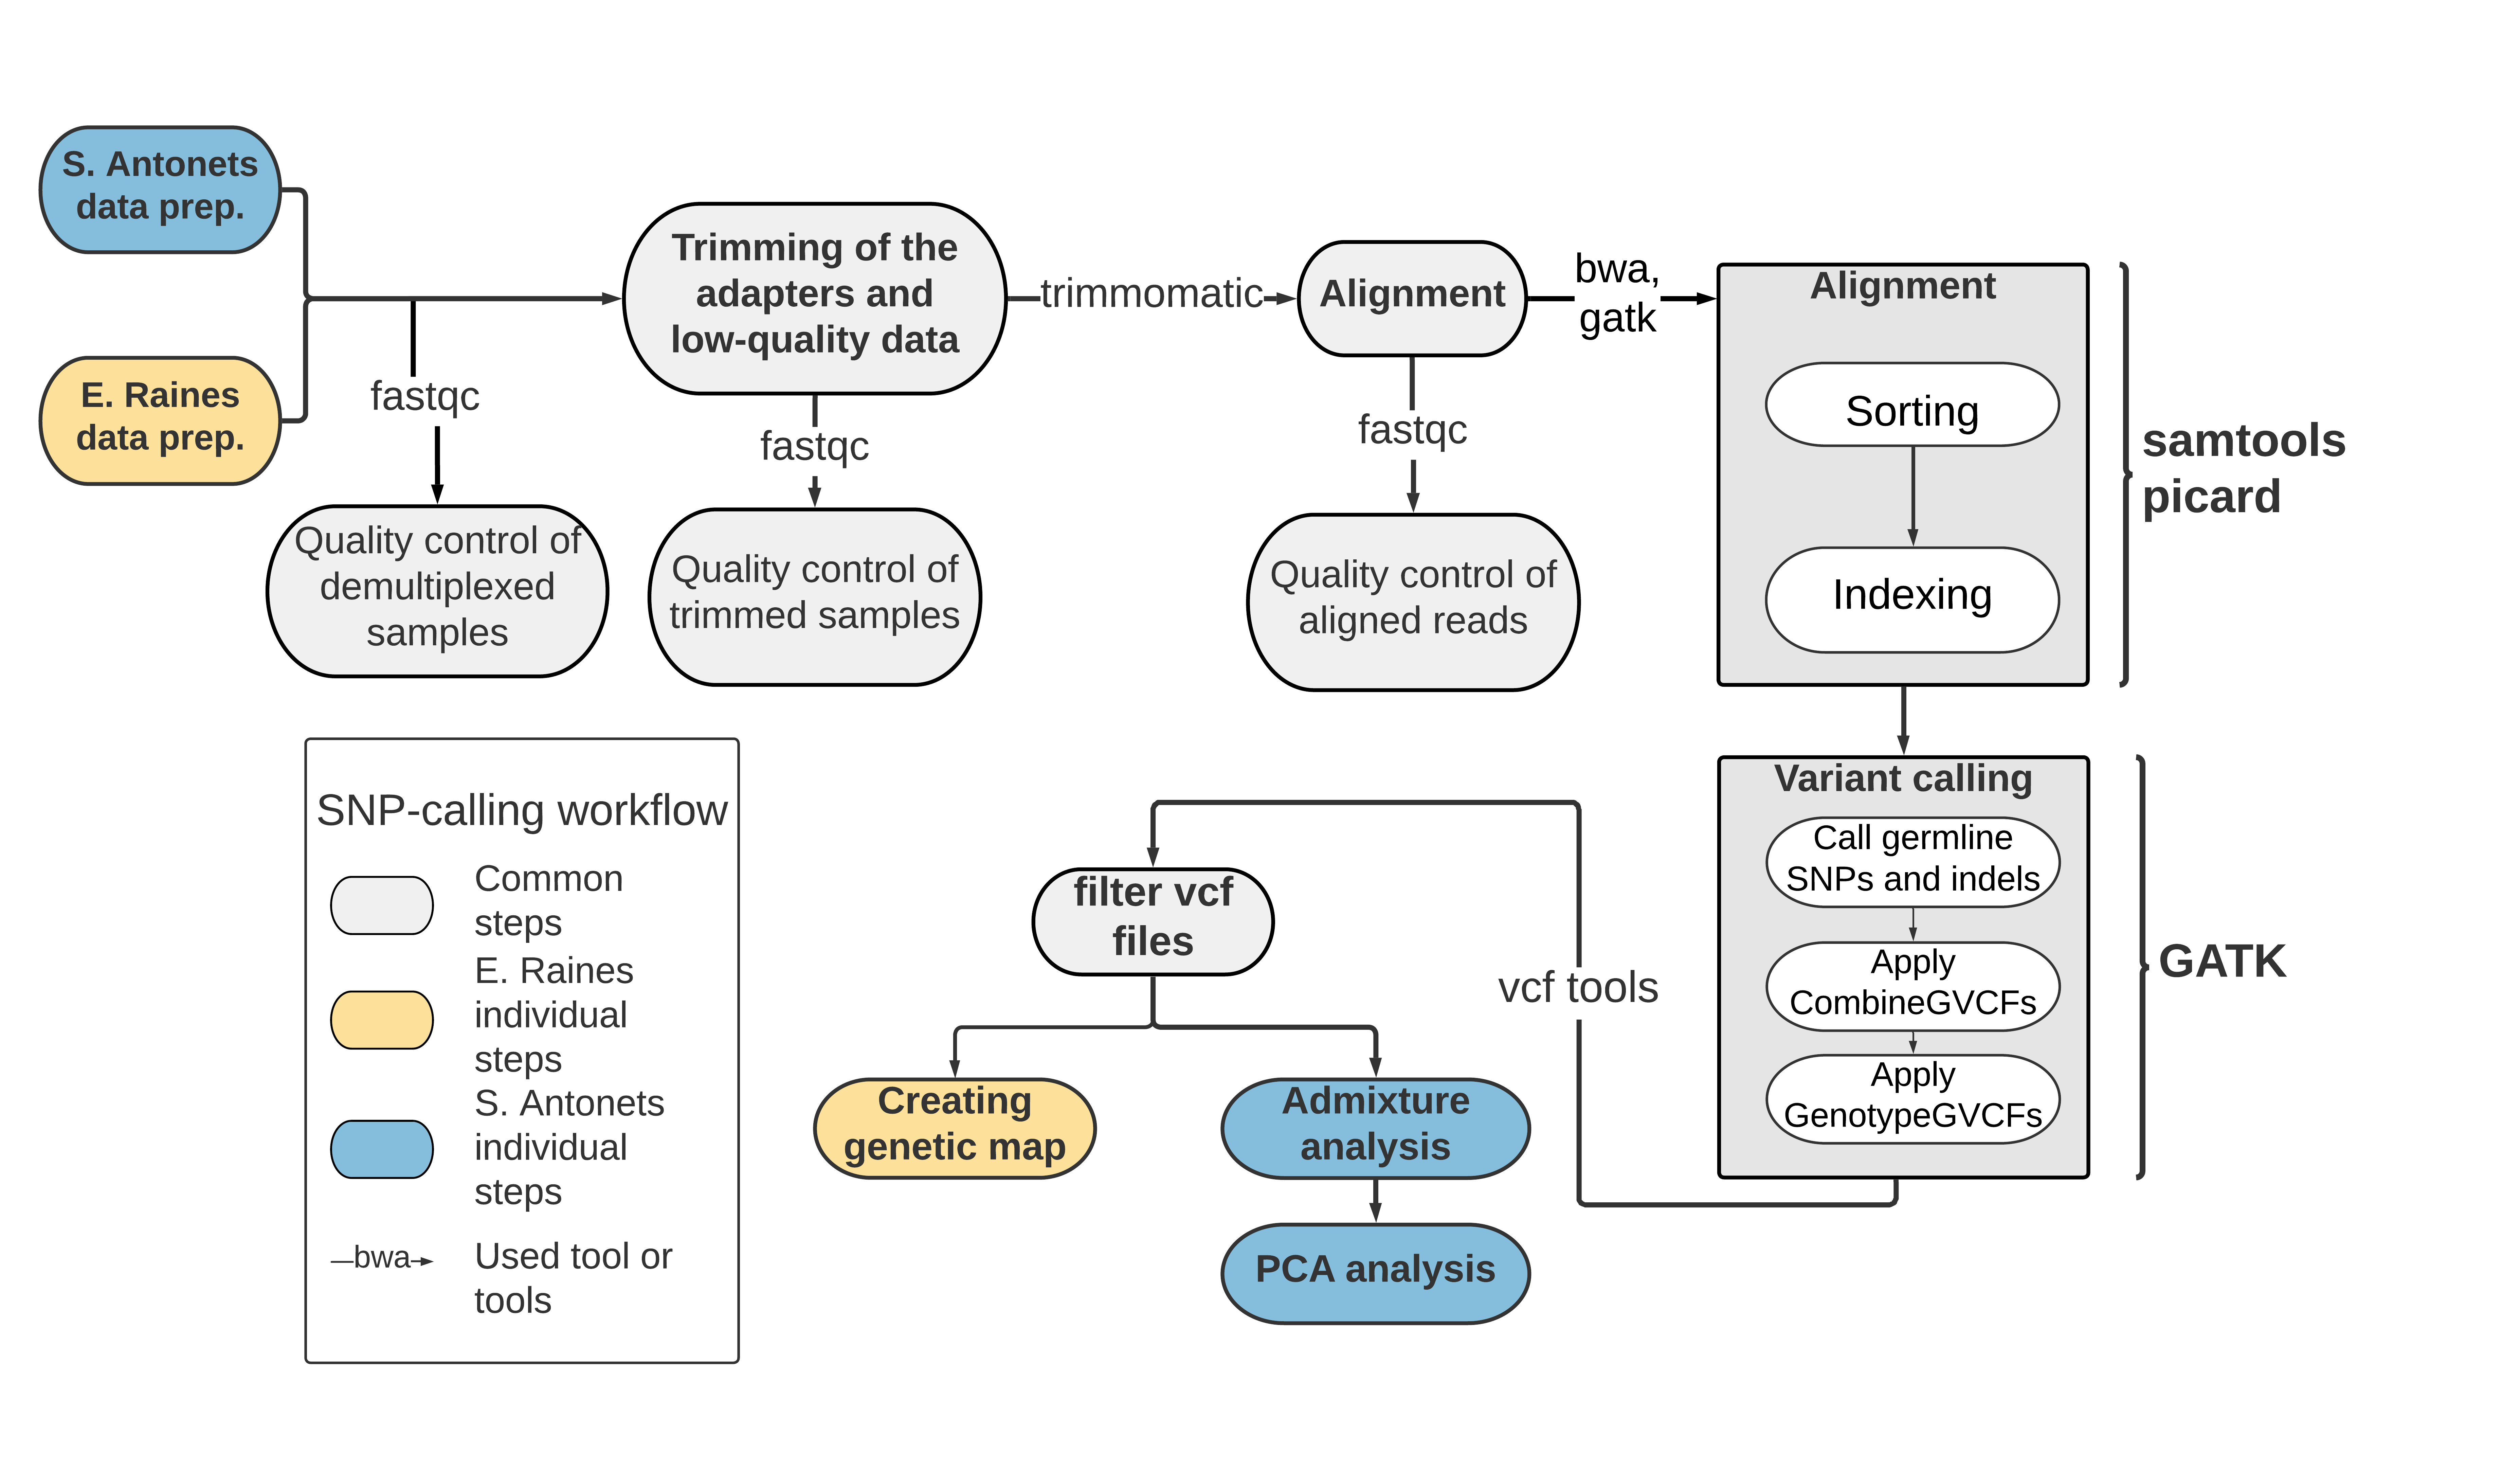 S. Antonets
data prep.
E. Raines
data prep.
fastqc
Quality control of
demultiplexed
samples
Trimming of the
adapters and
low-quality data
fastqc
Quality control of
trimmed samples
trimmomatic
Alignment
fastqc
Quality control of
aligned reads
bwa,
gatk
Alignment
Sorting
Indexing
samtools
picard
Variant calling
Call germline
SNPs and indels
Apply
CombineGVCFs
Apply
GenotypeGVCFs
GATK
vcf tools
filter vcf
files
Creating
genetic map
Admixture
analysis
PCA analysis
SNP-calling workflow
Common
steps
E. Raines
individual
steps
S. Antonets
individual
steps
bwa
Used tool or
tools